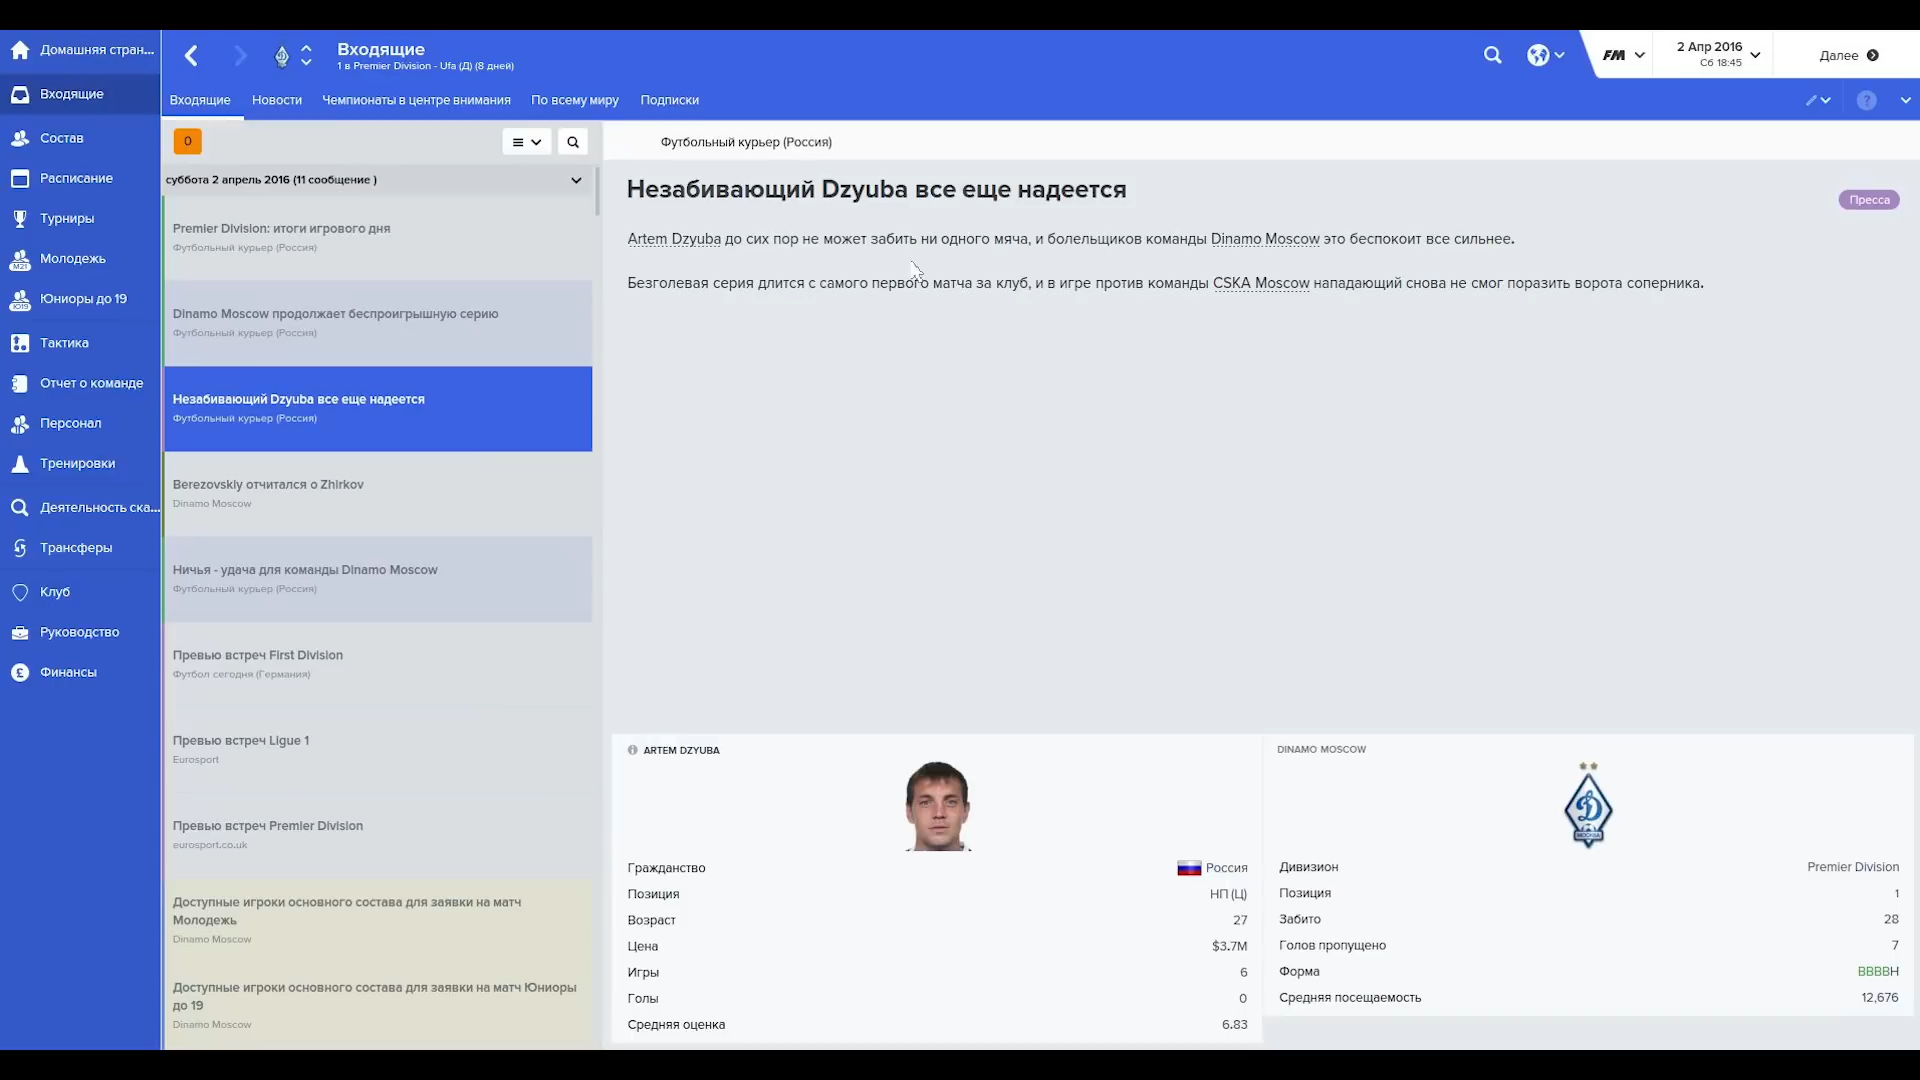 Домашняя стран...
Входящие
Состав
Расписание
Турниры
Молодежь
Юниоры до 19
Тактика
Отчет о команде
Персонал
Тренировки
Деятельность ска...
Трансферы
Клуб
Руководство
Финансы
Входящие
1 в Premier Division - Ufa (Д) (8 дней)
FM
2 Апр 2016
Сб 18:45
Далее
Входящие Новости Чемпионаты в центре внимания По всему миру Подписки
0
суббота 2 апрель 2016 (11 сообщение )
Premier Division: итоги игрового дня
Футбольный курьер (Россия)
Dinamo Moscow продолжает беспроигрышную серию
Футбольный курьер (Россия)
Незабивающий Dzyuba все еще надеется
Футбольный курьер (Россия)
Berezovskiy отчитался о Zhirkov
Dinamo Moscow
Ничья - удача для команды Dinamo Moscow
Футбольный курьер (Россия)
Превью встреч First Division
Футбол сегодня (Германия)
Превью встреч Ligue 1
Eurosport
Превью встреч Premier Division
eurosport.co.uk
Доступные игроки основного состава для заявки на матч
Молодежь
Dinamo Moscow
Доступные игроки основного состава для заявки на матч Юниоры
до 19
Dinamo Moscow
Футбольный курьер (Россия)
Незабивающий Dzyuba все еще надеется
Пресса
Artem Dzyuba до сих пор не может забить ни одного мяча, и болельщиков команды Dinamo Moscow это беспокоит все сильнее.
Безголевая серия длится с самого первого матча за клуб, и в игре против команды CSKA Moscow нападающий снова не смог поразить ворота соперника.
ARTEM DZYUBA
Гражданство Россия
Позиция НП (Ц)
Возраст 27
Цена $3.7M
Игры 6
Голы 0
Средняя оценка 6.83
DINAMO MOSCOW
Дивизион Premier Division
Позиция 1
Забито 28
Голов пропущено 7
Форма ВВВВН
Средняя посещаемость 12,676